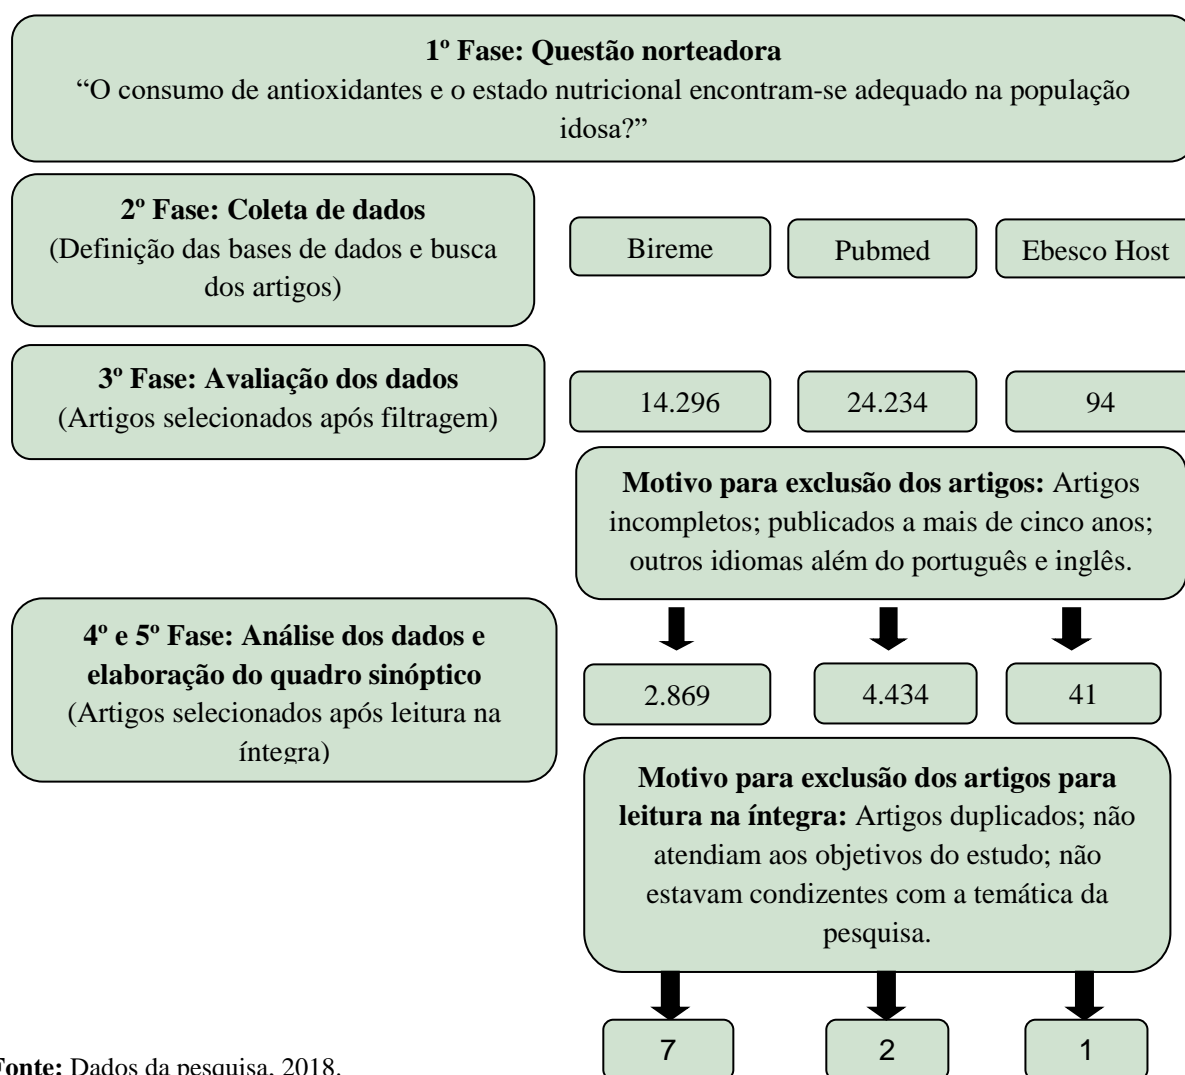 1º Fase: Questão norteadora
“O consumo de antioxidantes e o estado nutricional encontram-se adequado na população
idosa?”
2º Fase: Coleta de dados
(Definição das bases de dados e busca
dos artigos)
Bireme
Pubmed
Ebesco Host
3º Fase: Avaliação dos dados
(Artigos selecionados após filtragem)
14.296
24.234
94
Motivo para exclusão dos artigos: Artigos
incompletos; publicados a mais de cinco anos;
outros idiomas além do português e inglês.
4º e 5º Fase: Análise dos dados e
elaboração do quadro sinóptico
(Artigos selecionados após leitura na
íntegra)
2.869
4.434
41
Motivo para exclusão dos artigos para
leitura na íntegra: Artigos duplicados; não
atendiam aos objetivos do estudo; não
estavam condizentes com a temática da
pesquisa.
7
2
1
Fonte: Dados da pesquisa, 2018.